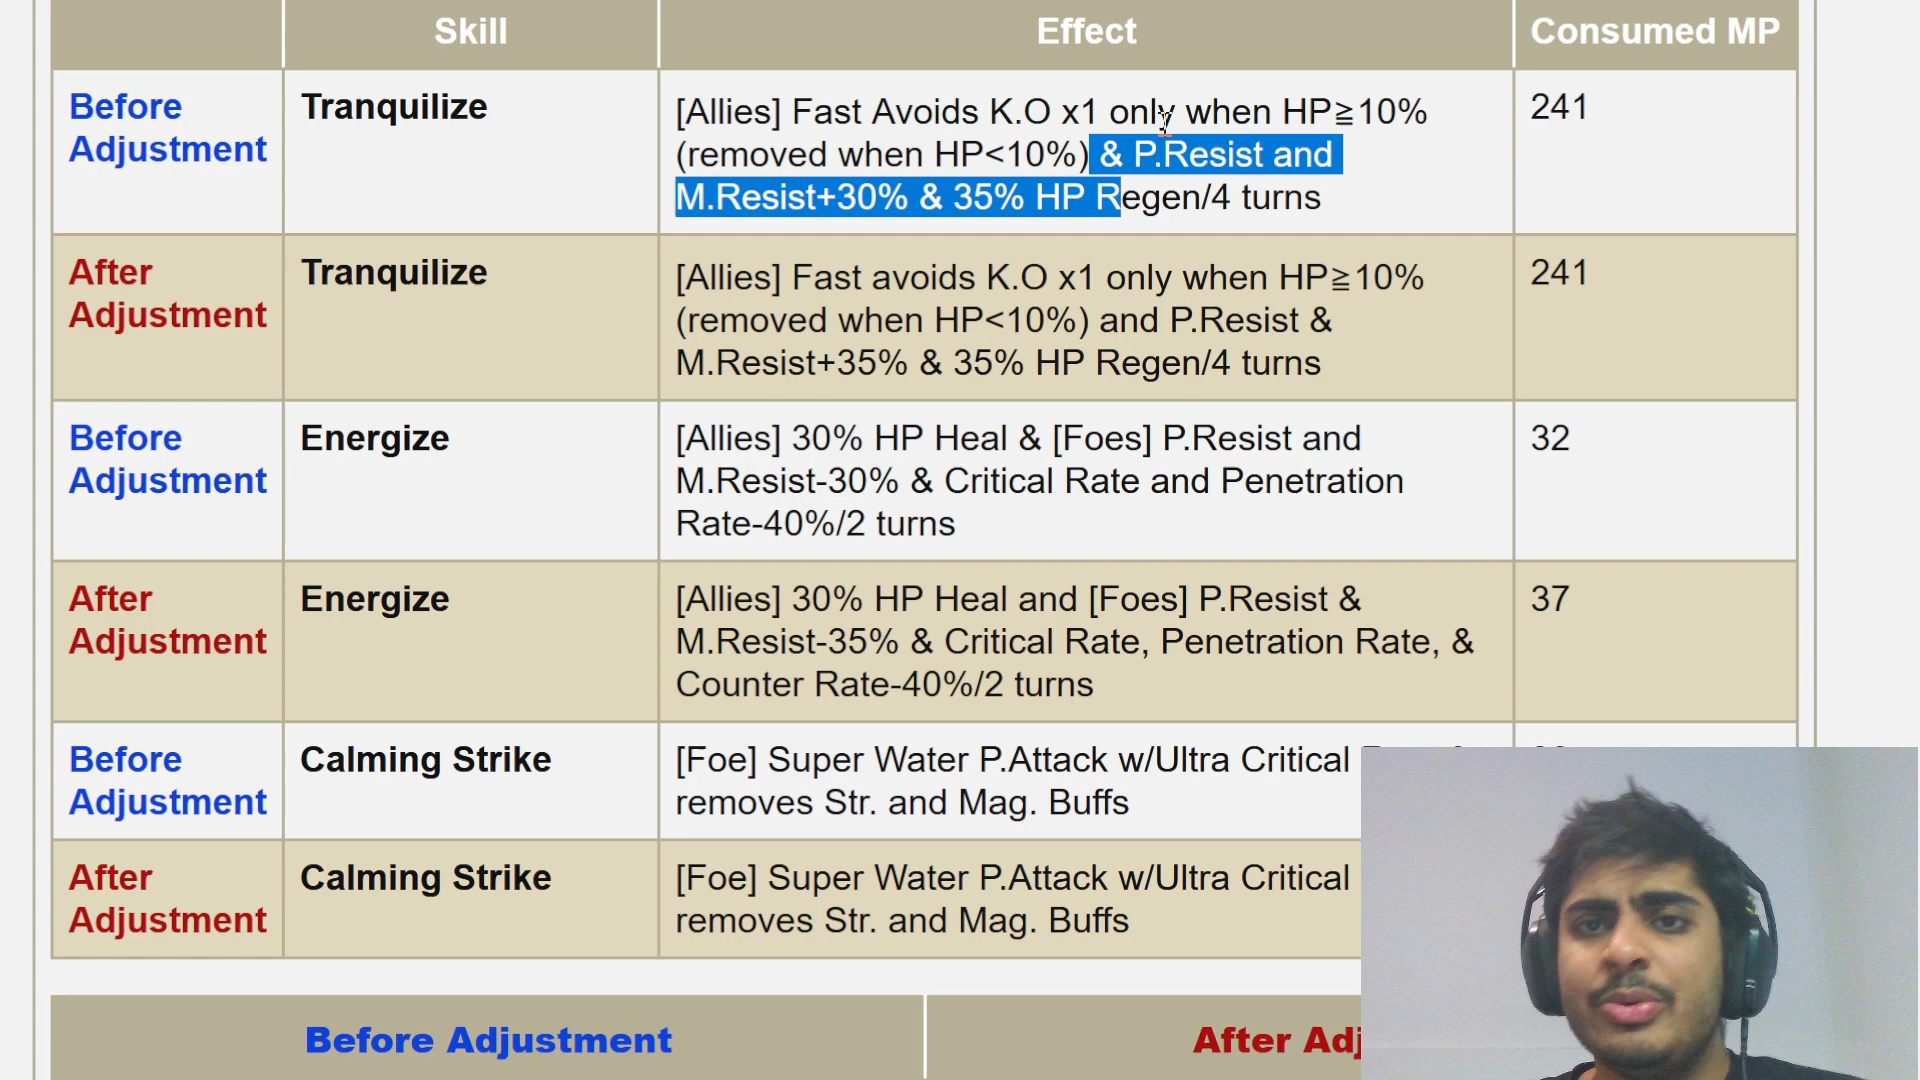 Skill Effect Consumed MP
Before Adjustment Tranquilize [Allies] Fast Avoids K.O x1 only when HP≧10% 241
(removed when HP<10%) & P.Resist and
M.Resist+30% & 35% HP Regen/4 turns
After Adjustment Tranquilize [Allies] Fast avoids K.O x1 only when HP≧10% 241
(removed when HP<10%) and P.Resist &
M.Resist+35% & 35% HP Regen/4 turns
Before Adjustment Energize [Allies] 30% HP Heal & [Foes] P.Resist and 32
M.Resist-30% & Critical Rate and Penetration
Rate-40%/2 turns
After Adjustment Energize [Allies] 30% HP Heal and [Foes] P.Resist & 37
M.Resist-35% & Critical Rate, Penetration Rate, &
Counter Rate-40%/2 turns
Before Adjustment Calming Strike [Foe] Super Water P.Attack w/Ultra Critical
removes Str. and Mag. Buffs
After Adjustment Calming Strike [Foe] Super Water P.Attack w/Ultra Critical
removes Str. and Mag. Buffs
Before Adjustment After